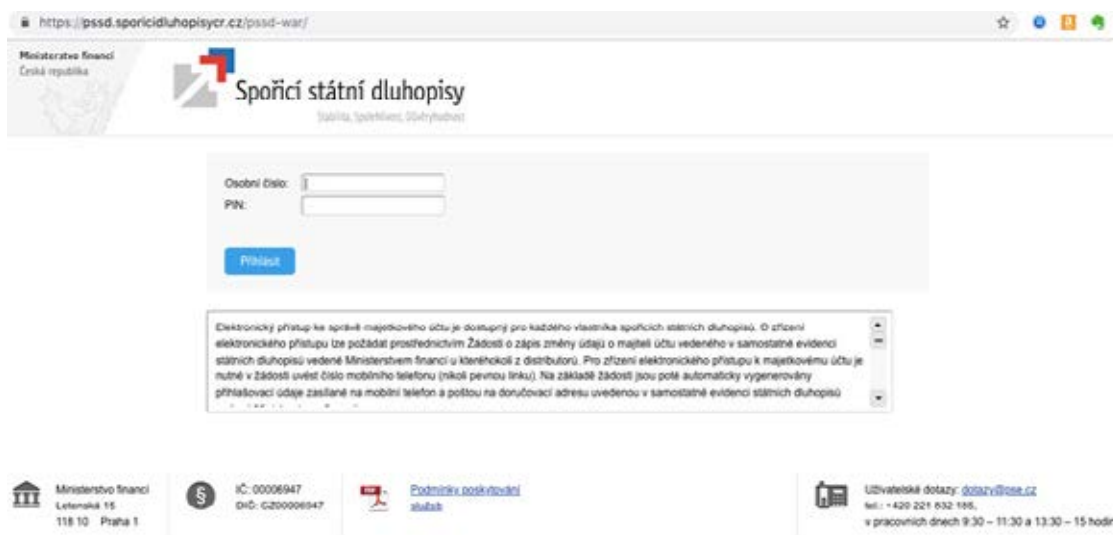 https://pssd.sporicidluhopisycr.cz/pssd-war/
Ministerstvo financí
Česká republika
Spořicí státní dluhopisy
Stabilita, Spolehlivost, Důvěryhodnost
Osobní číslo:
PIN:
Přihlásit
Elektronický přístup ke správě majetkového účtu je dostupný pro každého vlastníka spořicích státních dluhopisů. O zřízení
elektronického přístupu lze požádat prostřednictvím Žádosti o zápis změny údajů o majiteli účtu vedeného v samostatné evidenci
státních dluhopisů vedené Ministerstvem financí u kteréhokoli z distributorů. Pro zřízení elektronického přístupu k majetkovému účtu je
nutné v žádosti uvést číslo mobilního telefonu (nikoli pevnou linku). Na základě žádosti jsou poté automaticky vygenerovány
přihlašovací údaje zasílané na mobilní telefon a poštou na doručovací adresu uvedenou v samostatné evidenci státních dluhopisů
Ministerstvo financí
Letenská 15
118 10 Praha 1
§
IČ: 00006947
DIČ: CZ00006947
PDF
Podmínky poskytování
služeb
Uživatelské dotazy: dotazy@pse.cz
tel.: +420 221 832 186,
v pracovních dnech 9:30 – 11:30 a 13:30 – 15 hodin